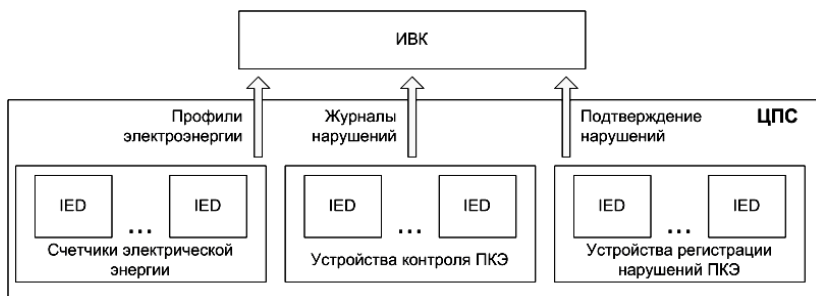 ИВК
Профили
электроэнергии
Журналы
нарушений
Подтверждение
нарушений
ЦПС
IED
...
IED
Счетчики электрической
энергии
IED
...
IED
Устройства контроля ПКЭ
IED
...
IED
Устройства регистрации
нарушений ПКЭ